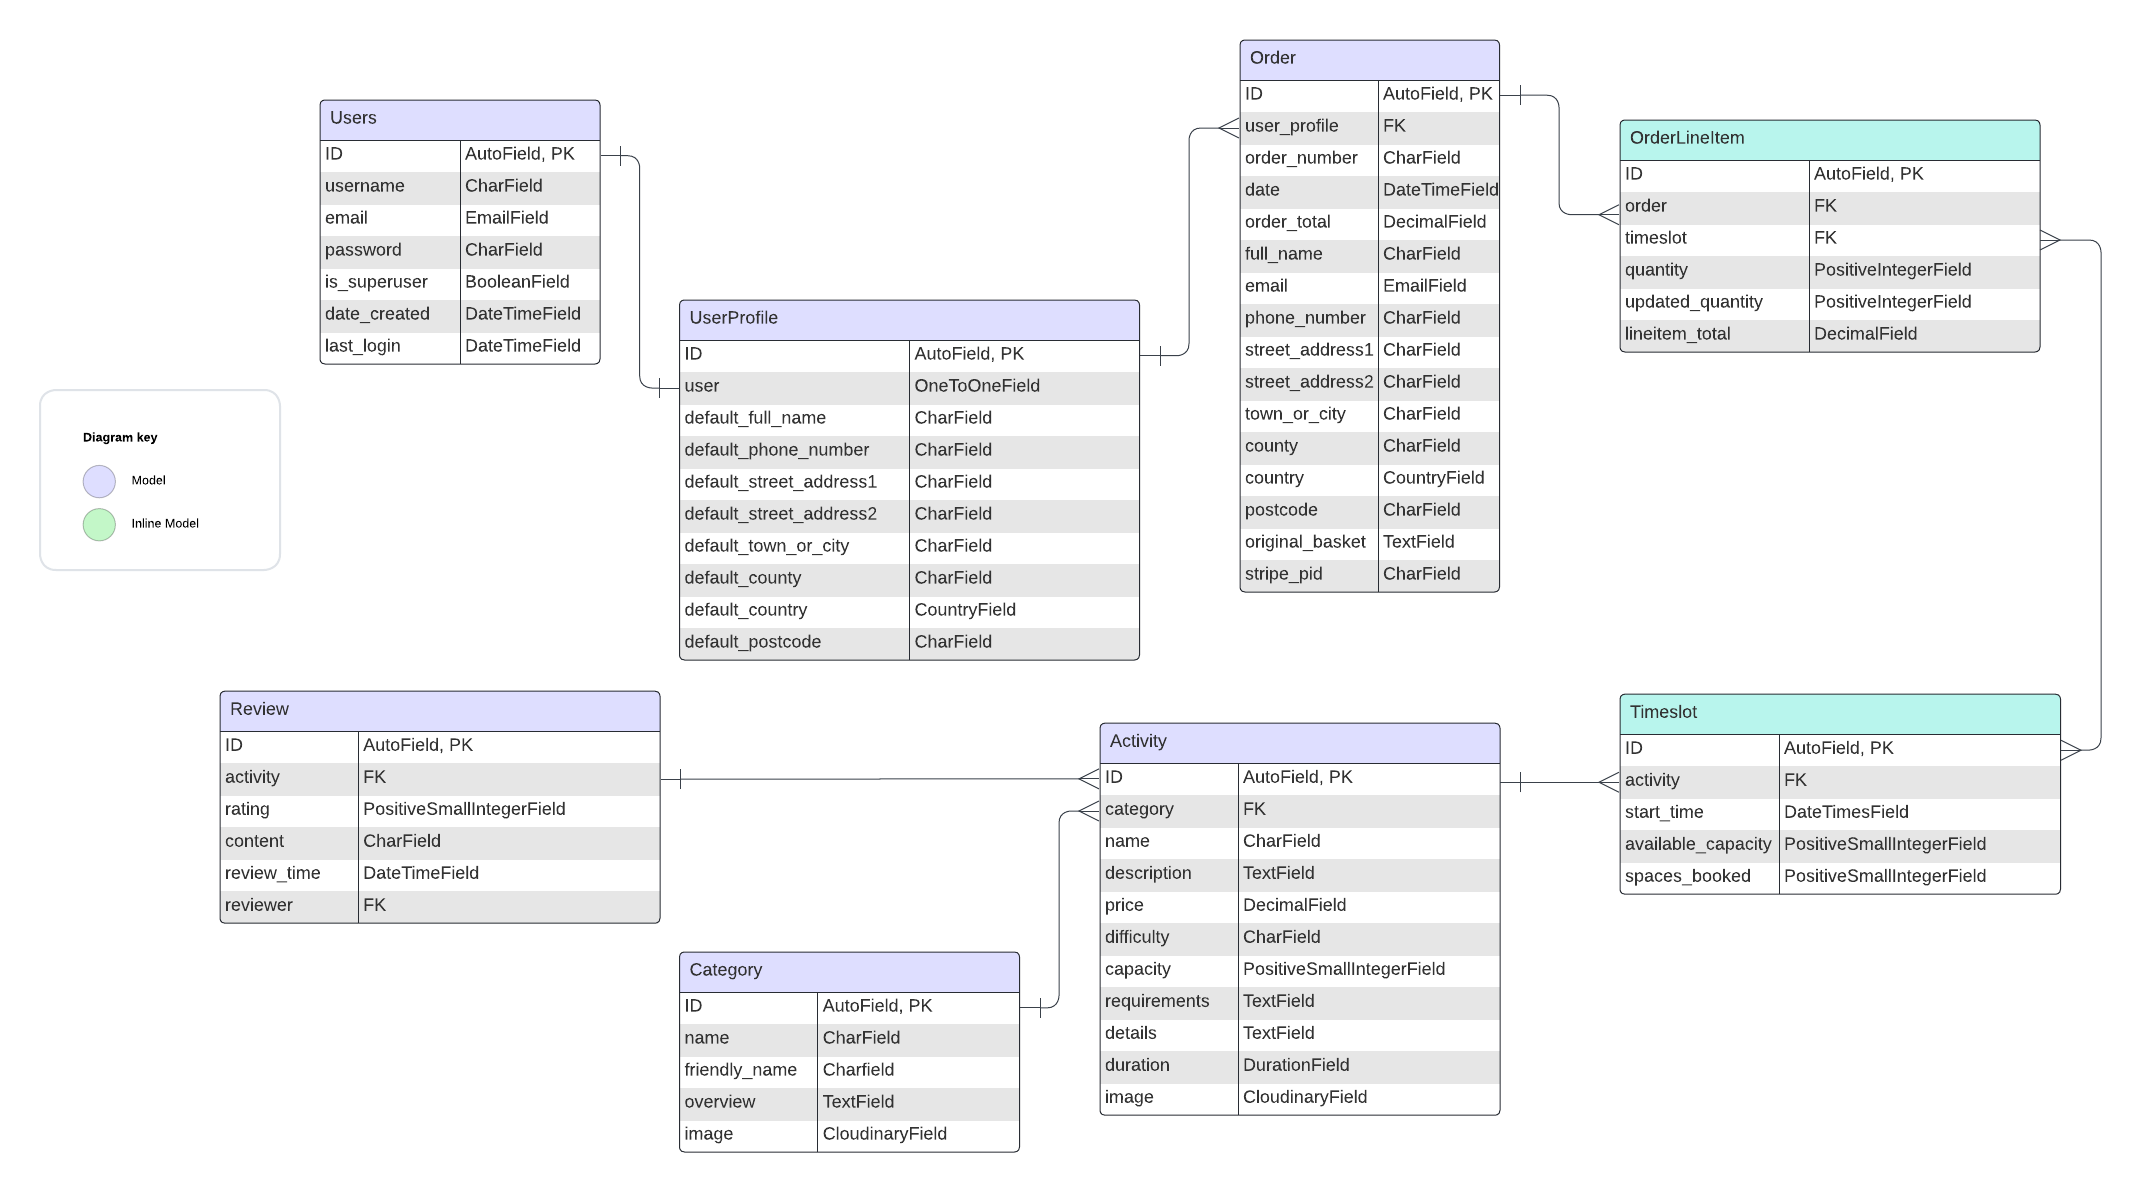 Users
ID AutoField, PK
username CharField
email EmailField
password CharField
is_superuser BooleanField
date_created DateTimeField
last_login DateTimeField
Diagram key
Model
Inline Model
UserProfile
ID AutoField, PK
user OneToOneField
default_full_name CharField
default_phone_number CharField
default_street_address1 CharField
default_street_address2 CharField
default_town_or_city CharField
default_county CharField
default_country CountryField
default_postcode CharField
Order
ID AutoField, PK
user_profile FK
order_number CharField
date DateTimeField
order_total DecimalField
full_name CharField
email EmailField
phone_number CharField
street_address1 CharField
street_address2 CharField
town_or_city CharField
county CharField
country CountryField
postcode CharField
original_basket TextField
stripe_pid CharField
OrderLineItem
ID AutoField, PK
order FK
timeslot FK
quantity PositiveIntegerField
updated_quantity PositiveIntegerField
lineitem_total DecimalField
Review
ID AutoField, PK
activity FK
rating PositiveSmallIntegerField
content CharField
review_time DateTimeField
reviewer FK
Category
ID AutoField, PK
name CharField
friendly_name Charfield
overview TextField
image CloudinaryField
Activity
ID AutoField, PK
category FK
name CharField
description TextField
price DecimalField
difficulty CharField
capacity PositiveSmallIntegerField
requirements TextField
details TextField
duration DurationField
image CloudinaryField
Timeslot
ID AutoField, PK
activity FK
start_time DateTimesField
available_capacity PositiveSmallIntegerField
spaces_booked PositiveSmallIntegerField